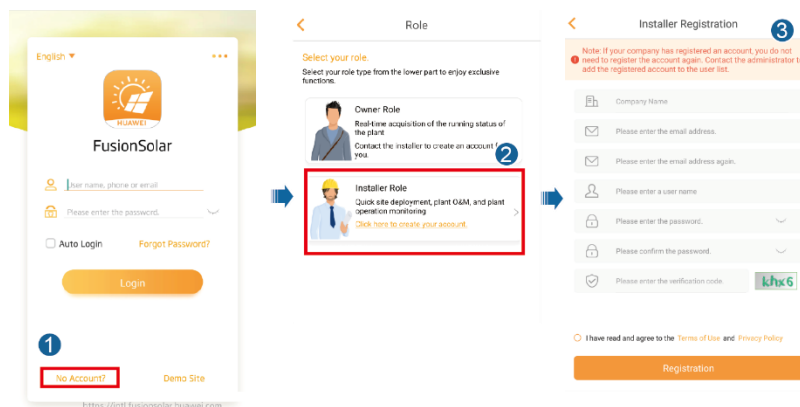 English ▼
HUAWEI
FusionSolar
User name, phone or email
Please enter the password.
Auto Login
Forgot Password?
Login
1
No Account?
Demo Site
https://intl.fusionsolar.huawei.com
Role
Select your role.
Select your role type from the lower part to enjoy exclusive
functions.
Owner Role
Real-time acquisition of the running status of
the plant
Contact the installer to create an account
you.
2
Installer Role
Quick site deployment, plant O&M, and plant
operation monitoring
Click here to create your account.
Installer Registration
3
Note: If your company has registered an account, you do not
need to register the account again. Contact the administrator to
add the registered account to the user list.
Company Name
Please enter the email address.
Please enter the email address again.
Please enter a user name
Please enter the password.
Please confirm the password.
Please enter the verification code.
khx6
I have read and agree to the Terms of Use and Privacy Policy
Registration